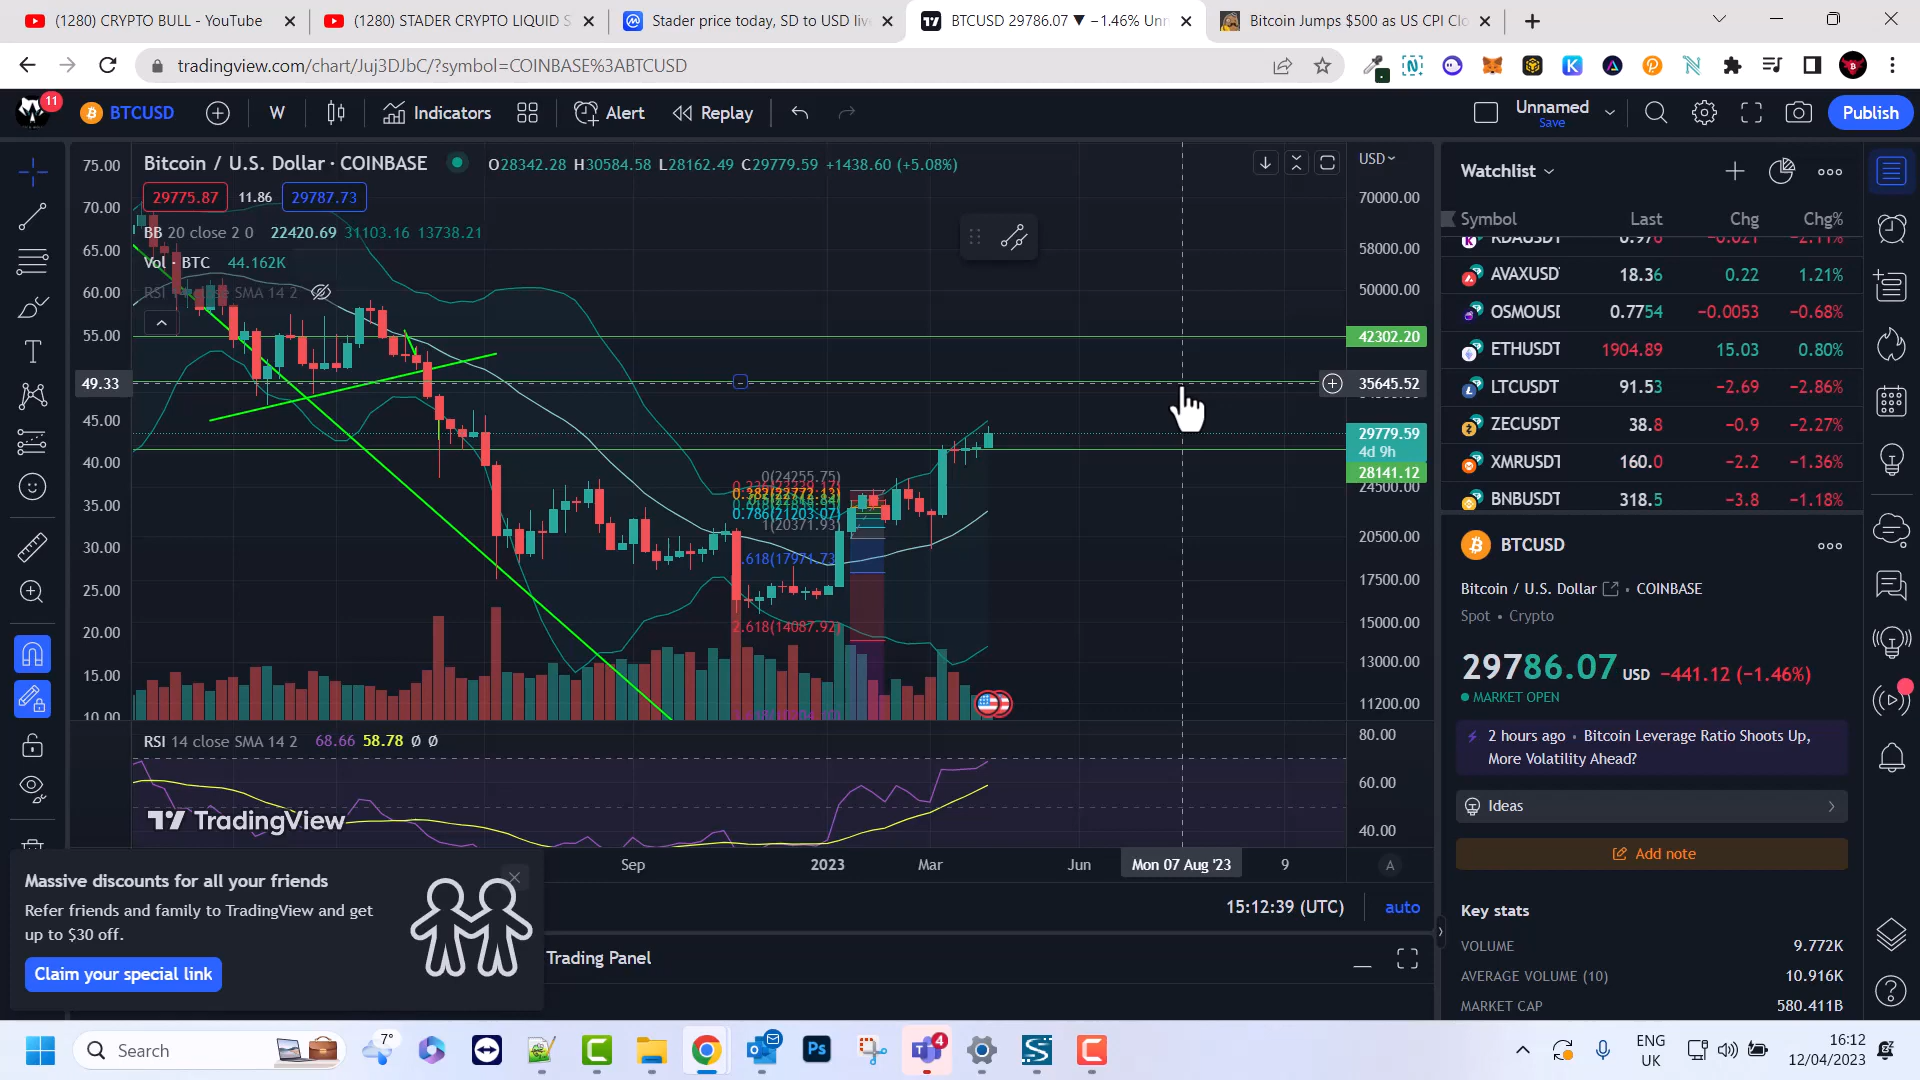 (1280) CRYPTO BULL - YouTube
(1280) STADER CRYPTO LIQUID S
Stader price today, SD to USD liv
BTCUSD 29786.07 ▼ −1.46% Unn
Bitcoin Jumps $500 as US CPI Clo
tradingview.com/chart/Juj3DJbC/?symbol=COINBASE%3ABTCUSD
11
BTCUSD
W
Indicators
Alert
Replay
Unnamed
Save
Publish
Bitcoin / U.S. Dollar · COINBASE
O28342.28 H30584.58 L28162.49 C29779.59 +1438.60 (+5.08%)
29775.87 11.86 29787.73
BB 20 close 2 0 22420.69 31103.16 13738.21
Vol · BTC 44.162K
75.00
70.00
65.00
60.00
55.00
49.33
45.00
40.00
35.00
30.00
25.00
20.00
15.00
10.00
0(24255.75)
0.382(22772.13)
0.786(21203.07)
1(20371.93)
.618(17971.73)
2.618(14087.92)
USD
70000.00
58000.00
50000.00
42302.20
35645.52
29779.59
4d 9h
28141.12
24500.00
20500.00
17500.00
15000.00
13000.00
11200.00
RSI 14 close SMA 14 2 68.66 58.78 Ø Ø
80.00
60.00
40.00
TradingView
Sep
2023
Mar
Jun
Mon 07 Aug '23
9
A
15:12:39 (UTC)
auto
Trading Panel
Massive discounts for all your friends
Refer friends and family to TradingView and get
up to $30 off.
Claim your special link
Watchlist
Symbol Last Chg Chg%
AVAXUSD 18.36 0.22 1.21%
OSMOUSI 0.7754 −0.0053 −0.68%
ETHUSDT 1904.89 15.03 0.80%
LTCUSDT 91.53 −2.69 −2.86%
ZECUSDT 38.8 −0.9 −2.27%
XMRUSDT 160.0 −2.2 −1.36%
BNBUSDT 318.5 −3.8 −1.18%
BTCUSD
Bitcoin / U.S. Dollar • COINBASE
Spot • Crypto
29786.07 USD −441.12 (−1.46%)
MARKET OPEN
2 hours ago • Bitcoin Leverage Ratio Shoots Up,
More Volatility Ahead?
Ideas
Add note
Key stats
VOLUME 9.772K
AVERAGE VOLUME (10) 10.916K
MARKET CAP 580.411B
Search
7°
Ps
4
ENG
UK
16:12
12/04/2023